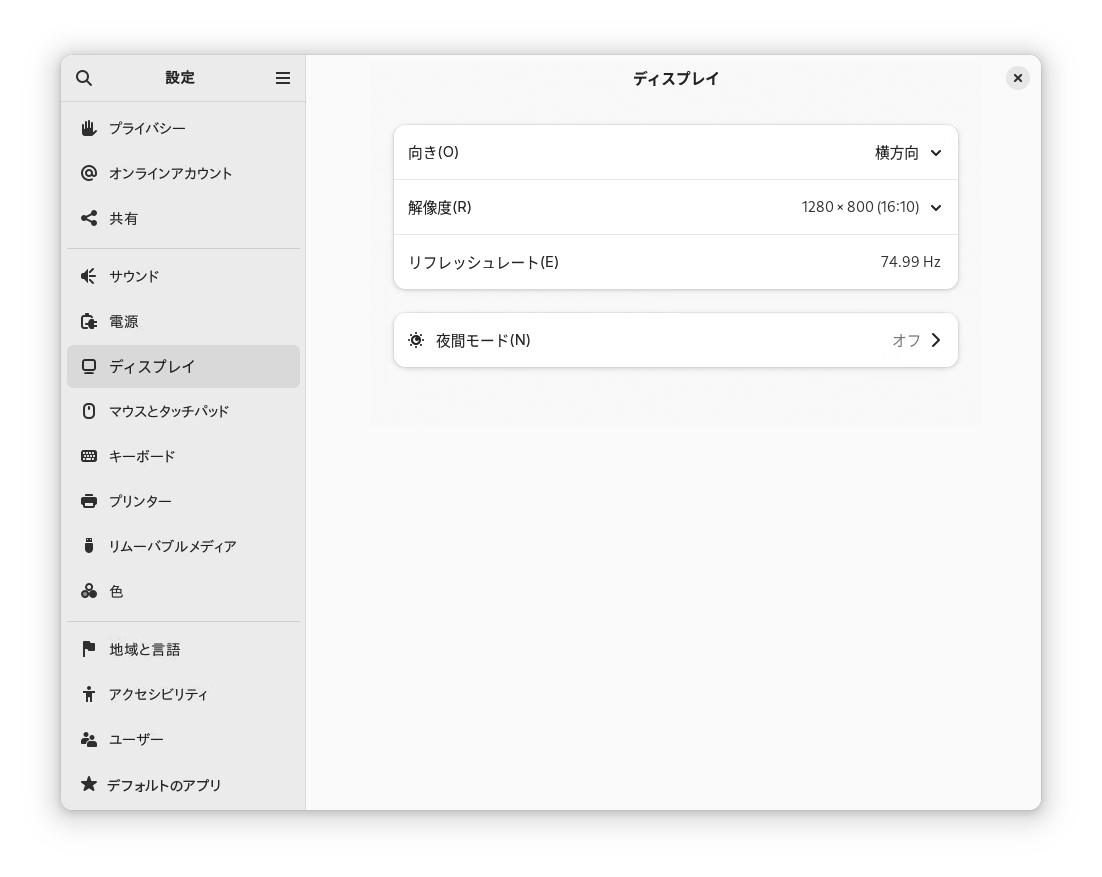 設定
プライバシー
オンラインアカウント
共有
サウンド
電源
ディスプレイ
マウスとタッチパッド
キーボード
プリンター
リムーバブルメディア
色
地域と言語
アクセシビリティ
ユーザー
デフォルトのアプリ
ディスプレイ
向き(O) 横方向
解像度(R) 1280 × 800 (16:10)
リフレッシュレート(E) 74.99 Hz
夜間モード(N) オフ